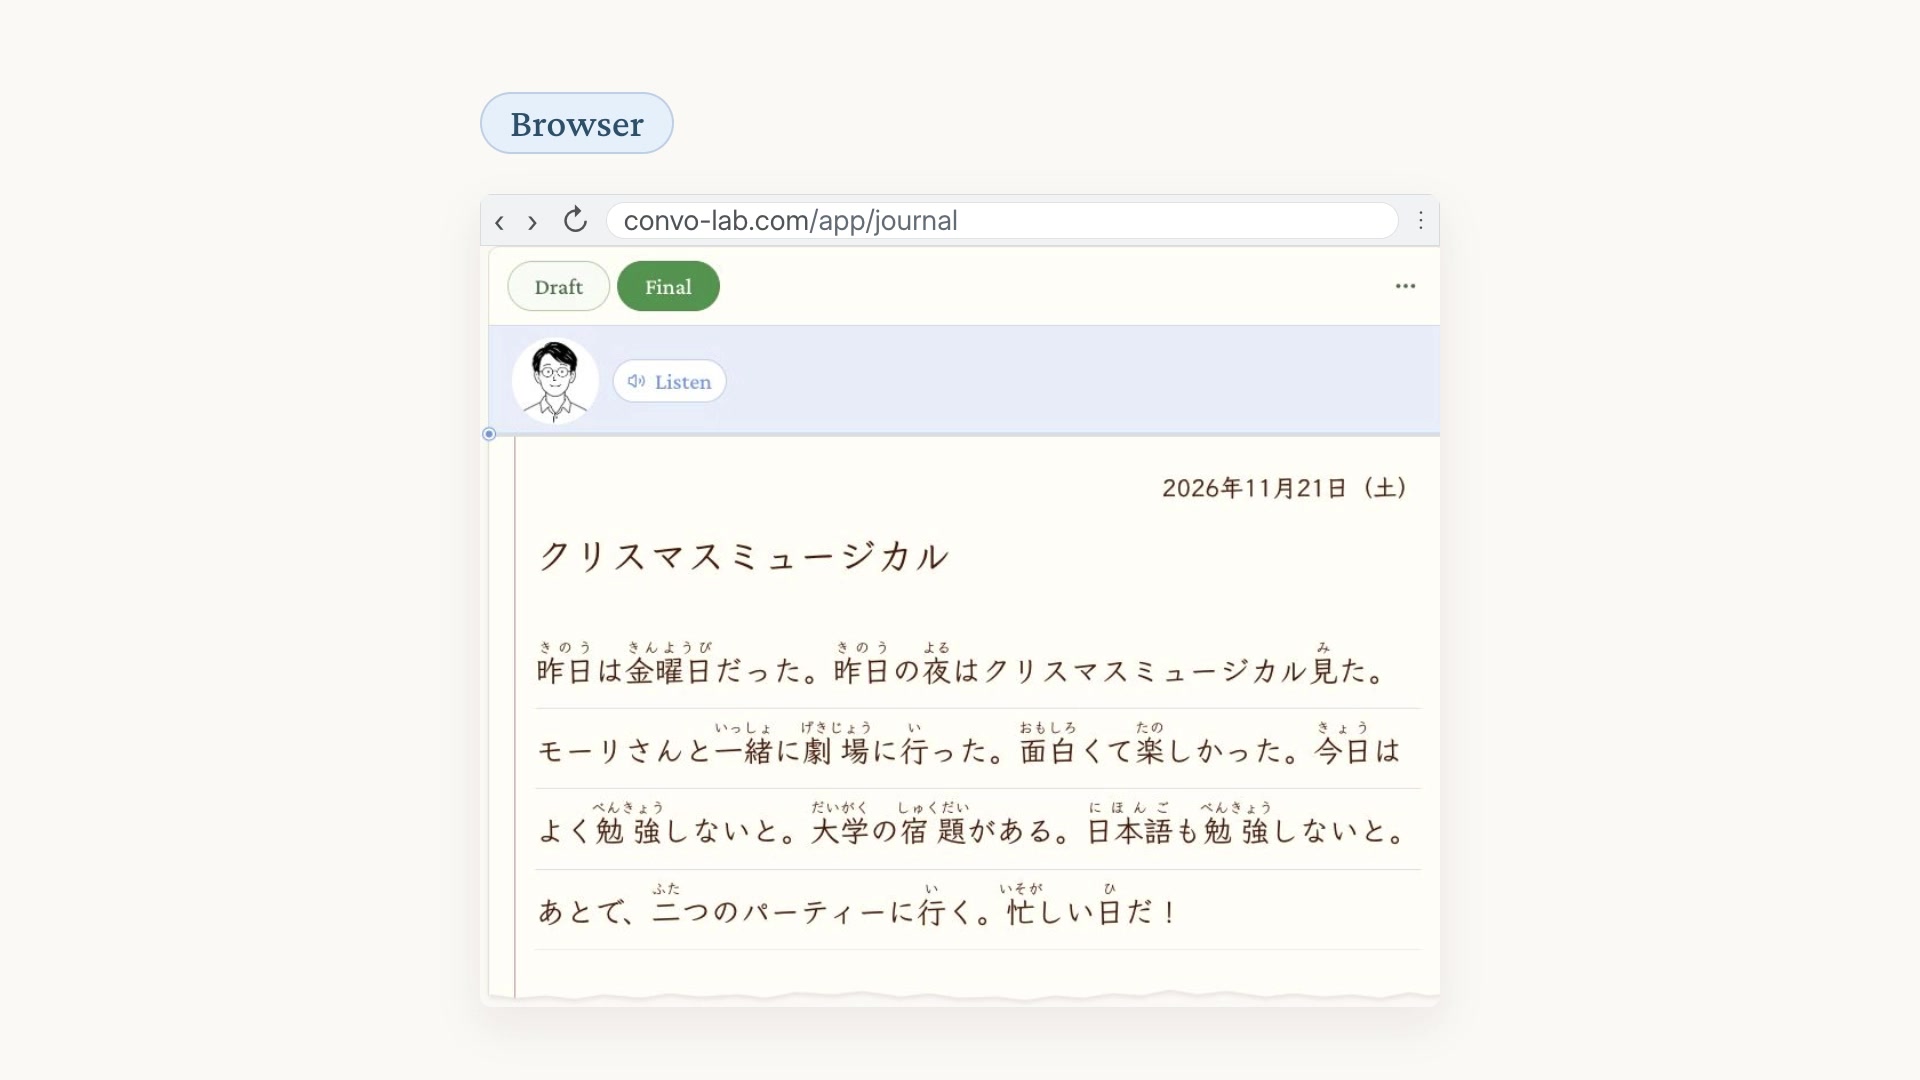 Browser
convo-lab.com/app/journal
Draft
Final
Listen
2026年11月21日（土）
クリスマスミュージカル
きのう きんようび きのう よる み
昨日は金曜日だった。昨日の夜はクリスマスミュージカル見た。
いっしょ げきじょう い おもしろ たの きょう
モーリさんと一緒に劇場に行った。面白くて楽しかった。今日は
べんきょう だいがく しゅくだい にほんご べんきょう
よく勉強しないと。大学の宿題がある。日本語も勉強しないと。
ふた い いそが ひ
あとで、二つのパーティーに行く。忙しい日だ！